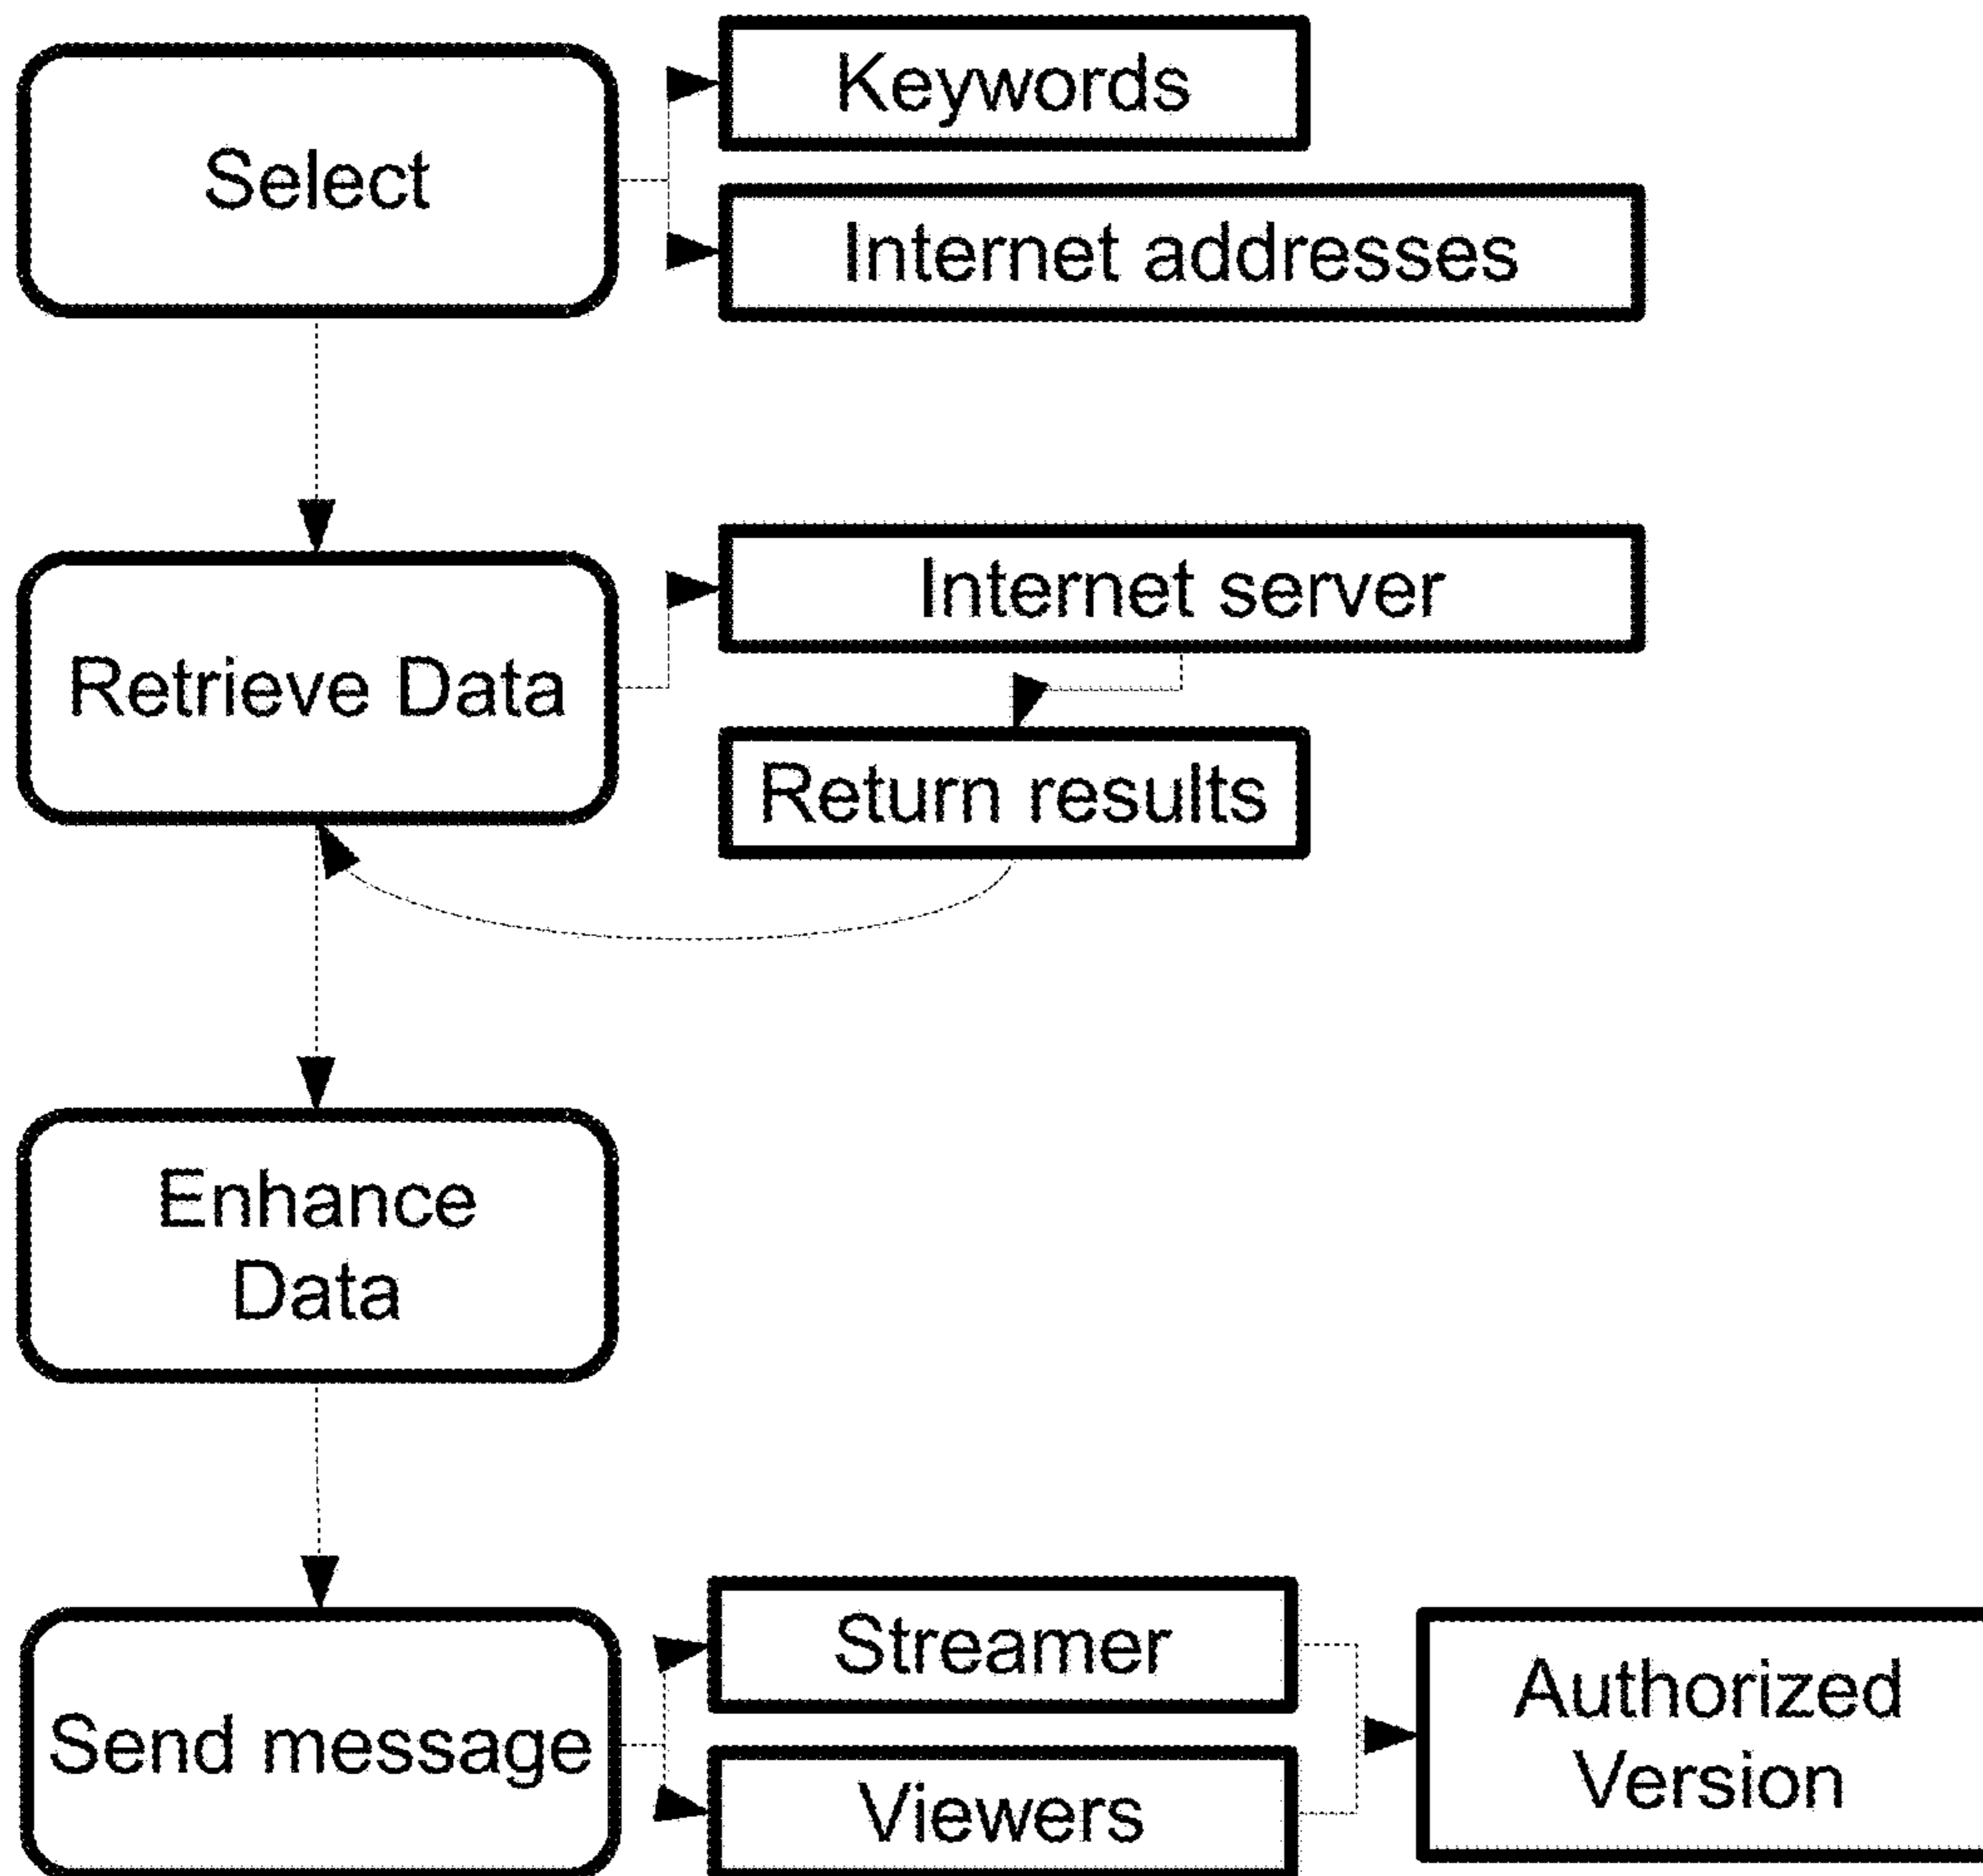 Select
Keywords
Internet addresses
Retrieve Data
Internet server
Return results
Enhance
Data
Send message
Streamer
Viewers
Authorized
Version